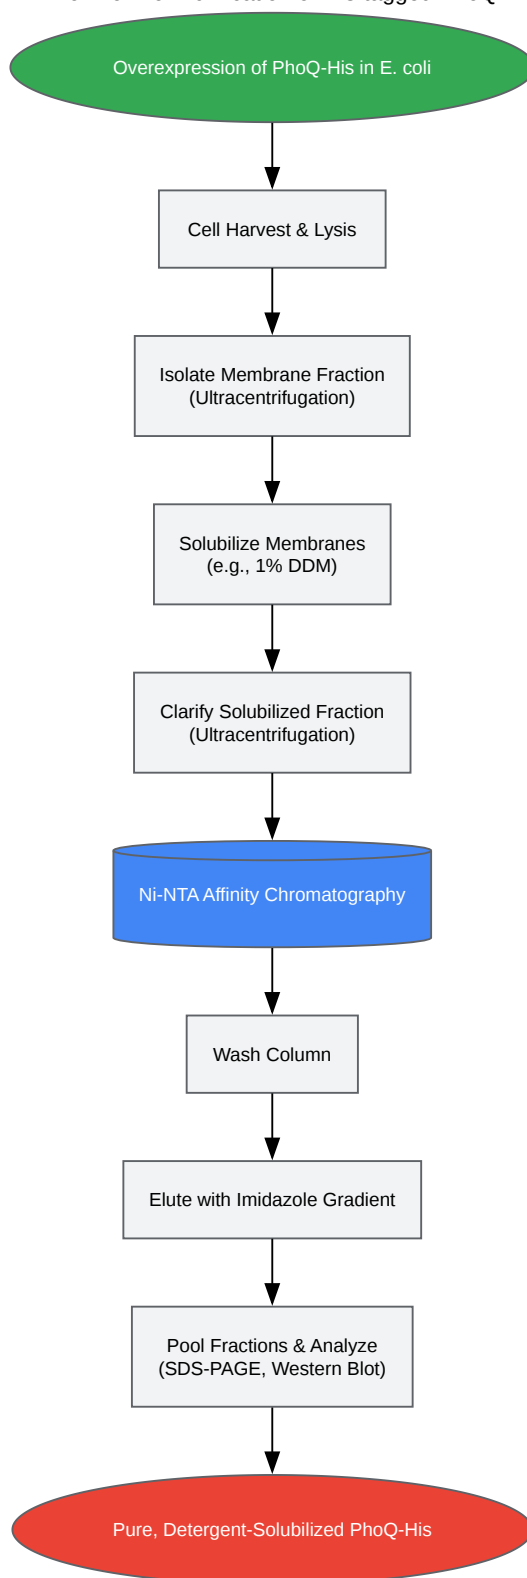 tagged
Overexpression of PhoQ-His in E. coli
Cell Harvest & Lysis
Isolate Membrane Fraction
(Ultracentrifugation)
Solubilize Membranes
(e.g., 1% DDM)
Clarify Solubilized Fraction
(Ultracentrifugation)
Ni-NTA Affinity Chromatography
Wash Column
Elute with Imidazole Gradient
Pool Fractions & Analyze
(SDS-PAGE, Western Blot)
Pure, Detergent-Solubilized PhoQ-His